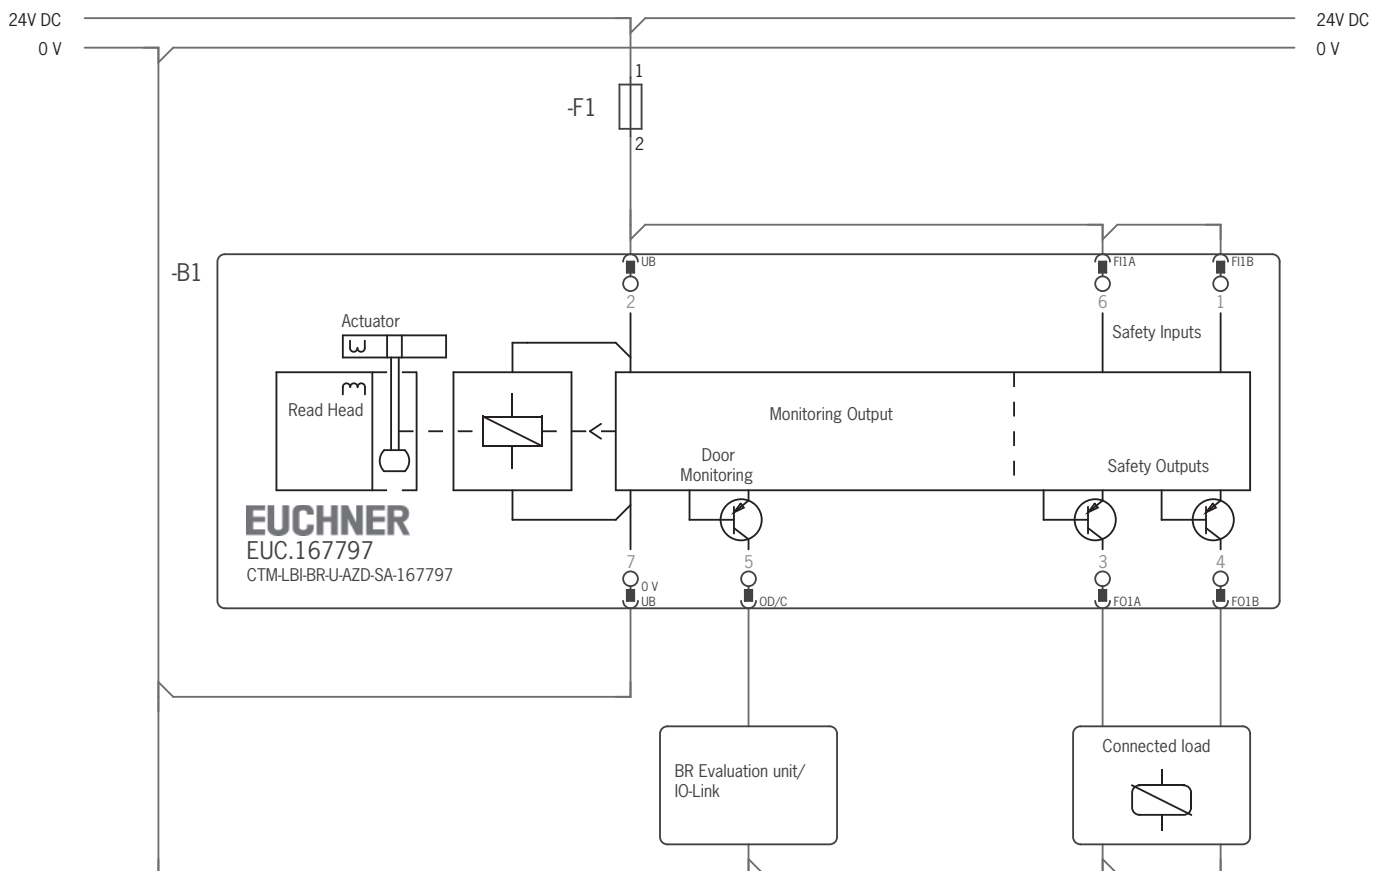 24V DC
24V DC
0 V
0 V
1
-F1
2
-B1
UB
FI1A
FI1B
2
6
1
Actuator
Safety Inputs
Read Head
Monitoring Output
Door
Monitoring
Safety Outputs
EUCHNER
EUC.167797
CTM-LBI-BR-U-AZD-SA-167797
7
5
3
4
0 V
UB
OD/C
FO1A
FO1B
Connected load
BR Evaluation unit/
IO-Link